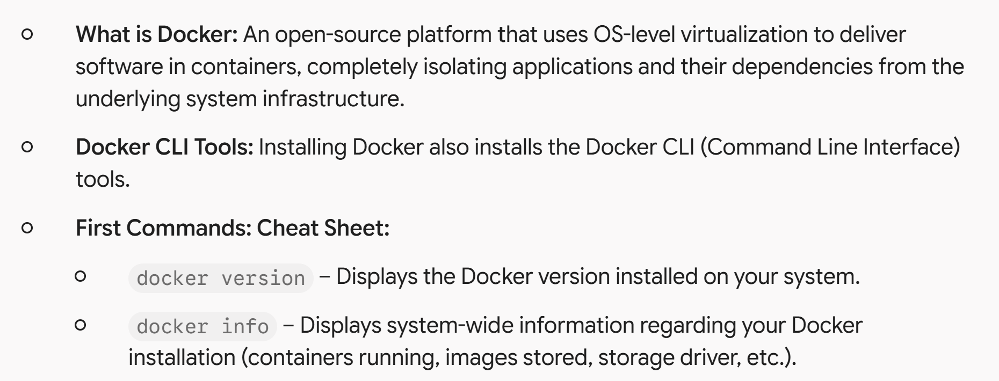 What is Docker: An open-source platform that uses OS-level virtualization to deliver
software in containers, completely isolating applications and their dependencies from the
underlying system infrastructure.
Docker CLI Tools: Installing Docker also installs the Docker CLI (Command Line Interface)
tools.
First Commands: Cheat Sheet:
docker version – Displays the Docker version installed on your system.
docker info – Displays system-wide information regarding your Docker
installation (containers running, images stored, storage driver, etc.).